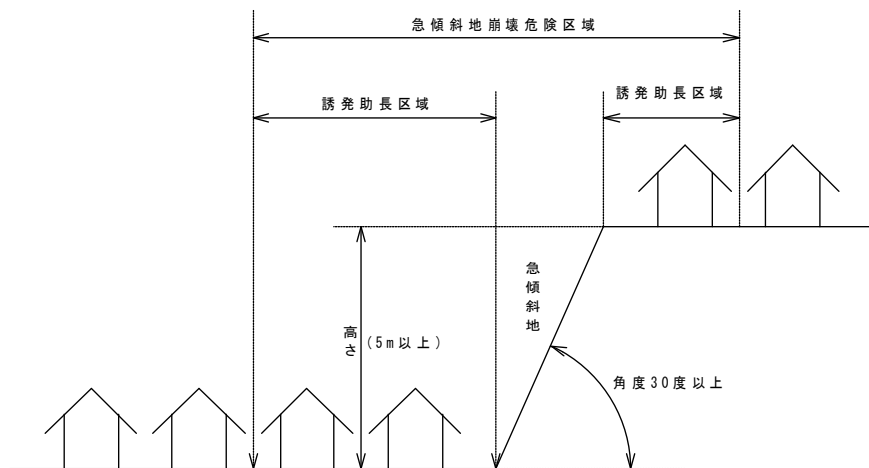 急傾斜地崩壊危険区域
誘発助長区域
誘発助長区域
急傾斜地
高さ(5m以上)
角度30度以上